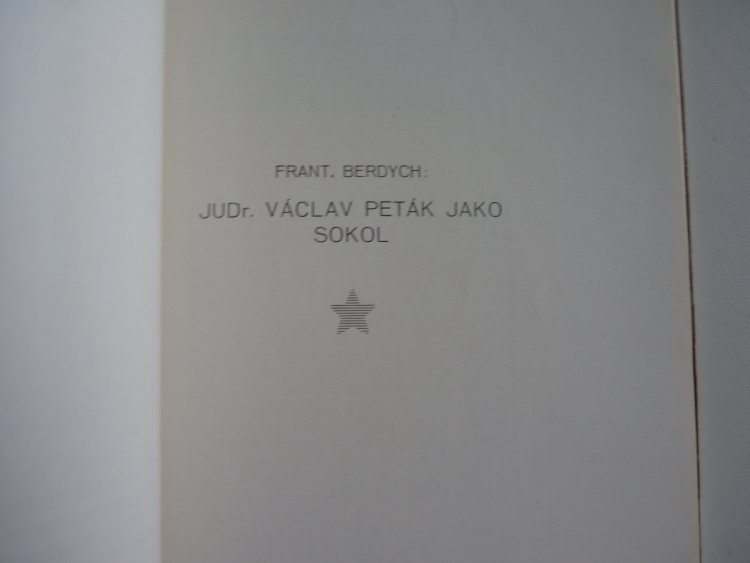 FRANT. BERDYCH:
JUDr. VÁCLAV PETÁK JAKO
SOKOL